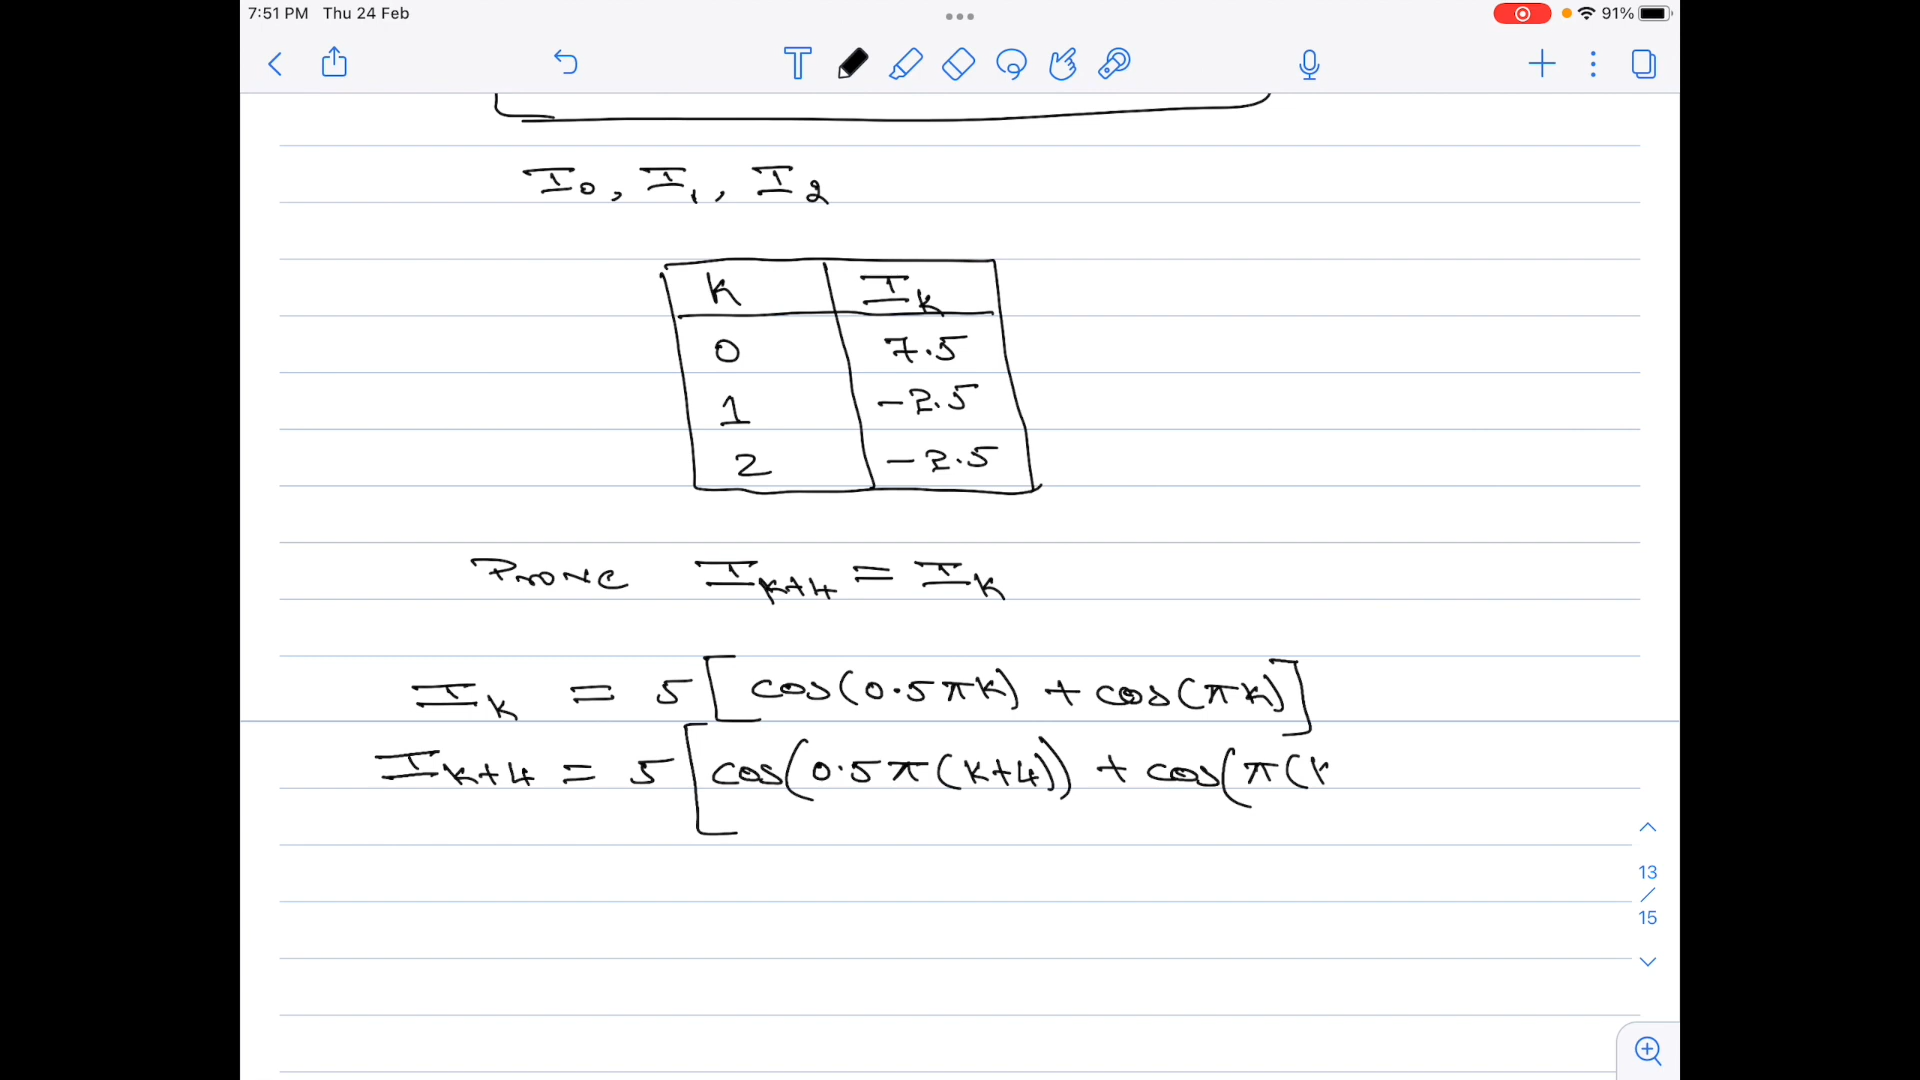 7:51 PM Thu 24 Feb
91%
I₀, I₁, I₂
k I_k
0 7.5
1 -2.5
2 -2.5
Prove I_{k+4} = I_k
I_k = 5 [cos(0.5πk) + cos(πk)]
I_{k+4} = 5 [cos(0.5π(k+4)) + cos(π(k
13
/
15